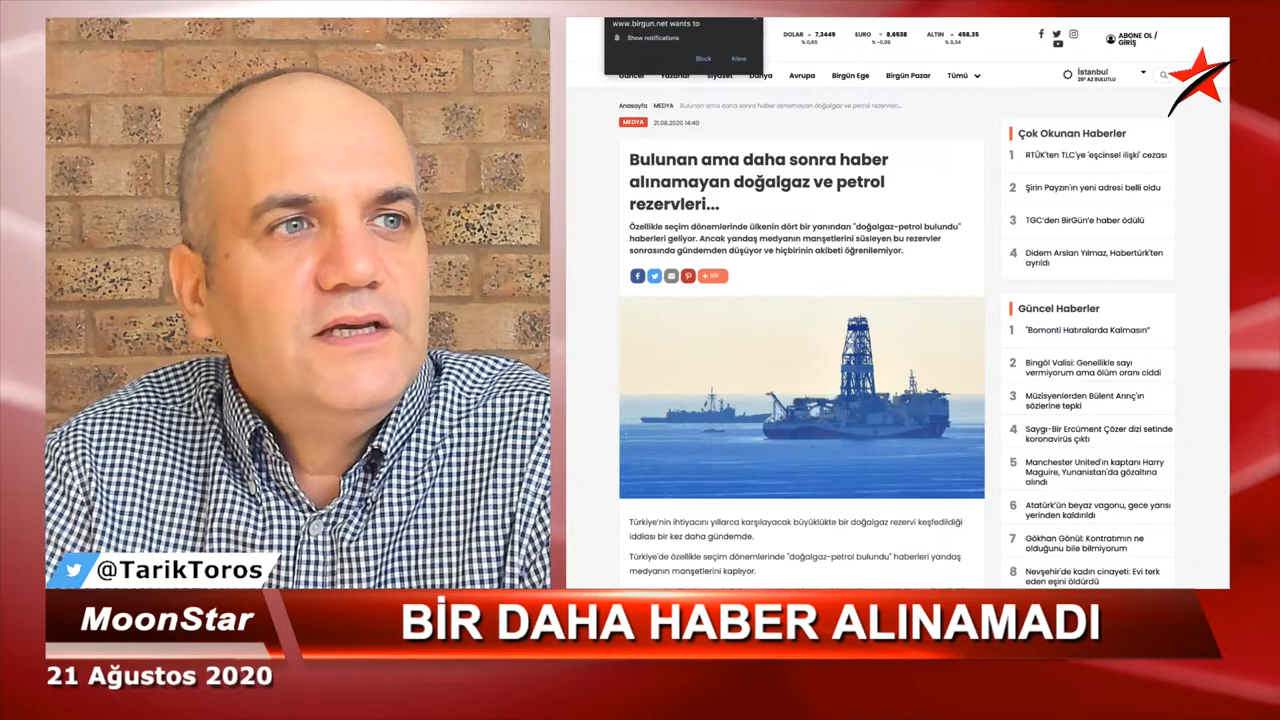 www.birgun.net wants to
Show notifications
Block Allow
DOLAR 7,3449
% 0,65
EURO 8,6538
% -0,06
ALTIN 458,35
% 0,34
ABONE OL /
GİRİŞ
Güncel Yazarlar Siyaset Dünya Avrupa Birgün Ege Birgün Pazar Tümü
İstanbul
29° AZ BULUTLU
Anasayfa MEDYA Bulunan ama daha sonra haber alınamayan doğalgaz ve petrol rezervleri...
MEDYA 21.08.2020 14:40
Bulunan ama daha sonra haber
alınamayan doğalgaz ve petrol
rezervleri...
Özellikle seçim dönemlerinde ülkenin dört bir yanından "doğalgaz-petrol bulundu"
haberleri geliyor. Ancak yandaş medyanın manşetlerini süsleyen bu rezervler
sonrasında gündemden düşüyor ve hiçbirinin akibeti öğrenilemiyor.
Türkiye'nin ihtiyacını yıllarca karşılayacak büyüklükte bir doğalgaz rezervi keşfedildiği
iddiası bir kez daha gündemde.
Türkiye'de özellikle seçim dönemlerinde "doğalgaz-petrol bulundu" haberleri yandaş
medyanın manşetlerini kaplıyor.
Çok Okunan Haberler
1 RTÜK'ten TLC'ye 'eşcinsel ilişki' cezası
2 Şirin Payzın'ın yeni adresi belli oldu
3 TGC'den BirGün'e haber ödülü
4 Didem Arslan Yılmaz, Habertürk'ten
ayrıldı
Güncel Haberler
1 "Bomonti Hatıralarda Kalmasın"
2 Bingöl Valisi: Genellikle sayı
vermiyorum ama ölüm oranı ciddi
3 Müzisyenlerden Bülent Arınç'ın
sözlerine tepki
4 Saygı-Bir Ercüment Çözer dizi setinde
koronavirüs çıktı
5 Manchester United'ın kaptanı Harry
Maguire, Yunanistan'da gözaltına
alındı
6 Atatürk'ün beyaz vagonu, gece yarısı
yerinden kaldırıldı
7 Gökhan Gönül: Kontratımın ne
olduğunu bile bilmiyorum
8 Nevşehir'de kadın cinayeti: Evi terk
eden eşini öldürdü
@TarikToros
MoonStar
BİR DAHA HABER ALINAMADI
21 Ağustos 2020